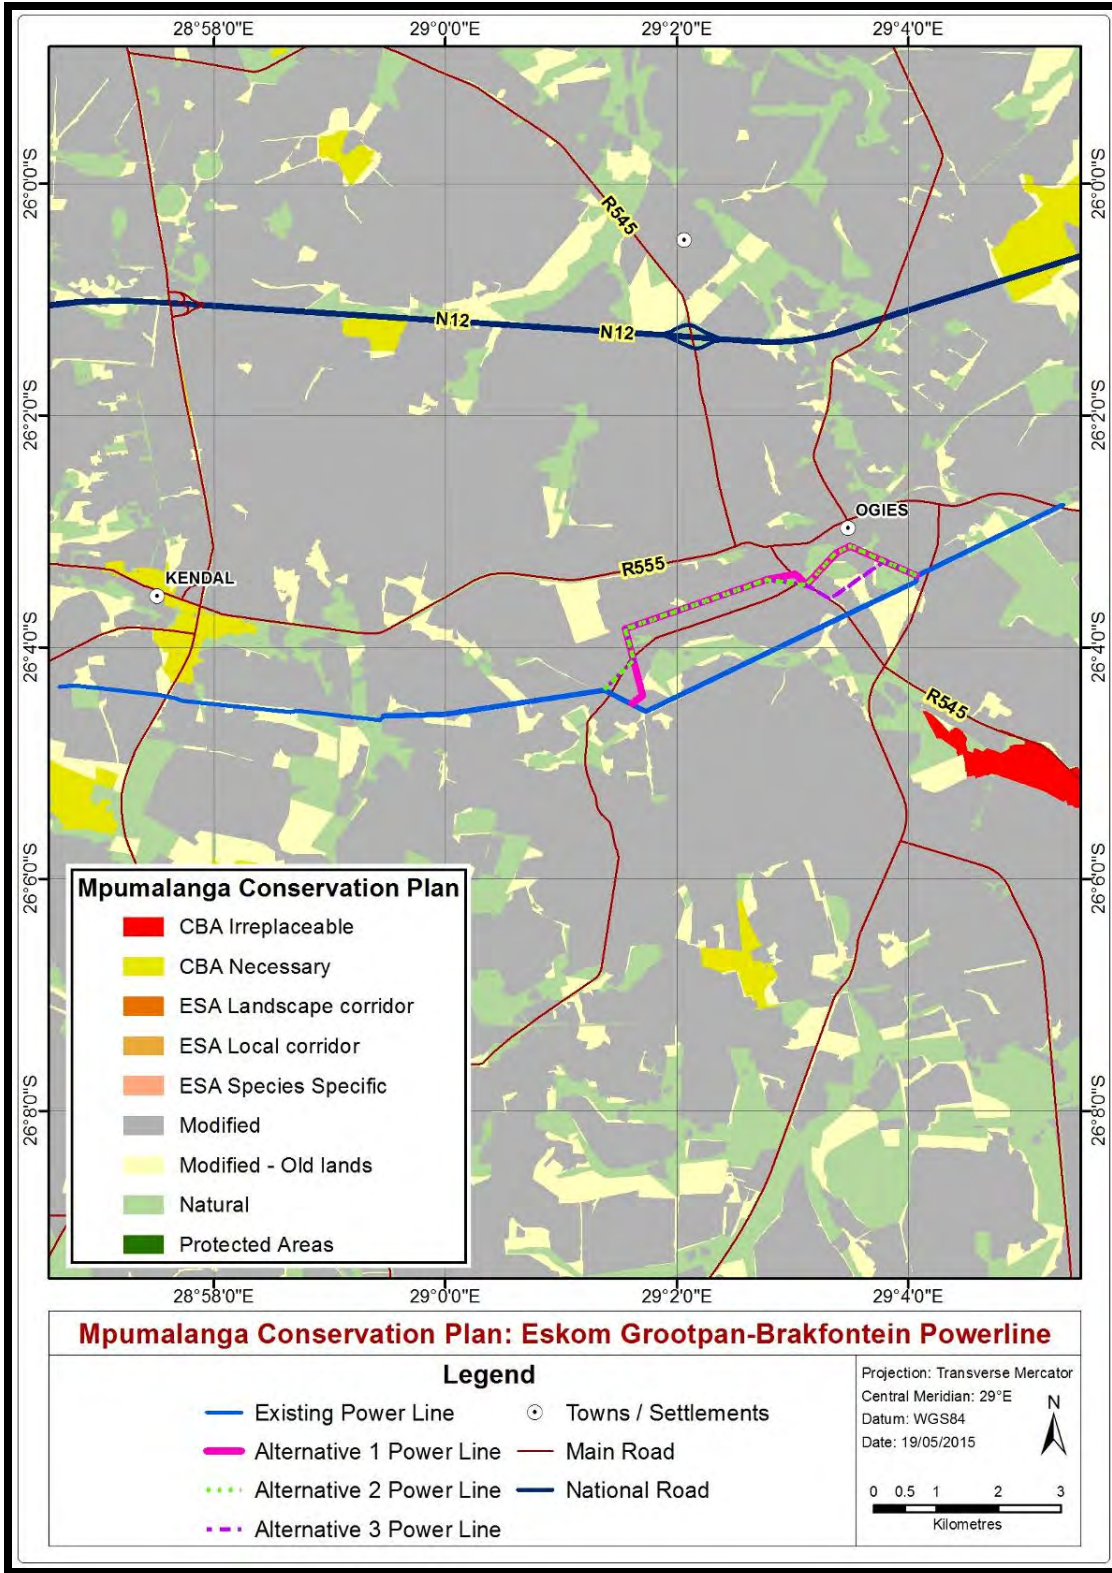 28°58'0"E 29°0'0"E 29°2'0"E 29°4'0"E
26°0'0"S 26°0'0"S
R545
N12 N12
26°2'0"S 26°2'0"S
OGIES
R555
KENDAL
26°4'0"S 26°4'0"S
R545
26°6'0"S 26°6'0"S
Mpumalanga Conservation Plan
CBA Irreplaceable
CBA Necessary
ESA Landscape corridor
ESA Local corridor
ESA Species Specific
Modified
Modified - Old lands
Natural
Protected Areas
26°8'0"S 26°8'0"S
28°58'0"E 29°0'0"E 29°2'0"E 29°4'0"E
Mpumalanga Conservation Plan: Eskom Grootpan-Brakfontein Powerline
Legend
Existing Power Line Towns / Settlements
Alternative 1 Power Line Main Road
Alternative 2 Power Line National Road
Alternative 3 Power Line
Projection: Transverse Mercator
Central Meridian: 29°E
Datum: WGS84
Date: 19/05/2015
N
0 0.5 1 2 3
Kilometres